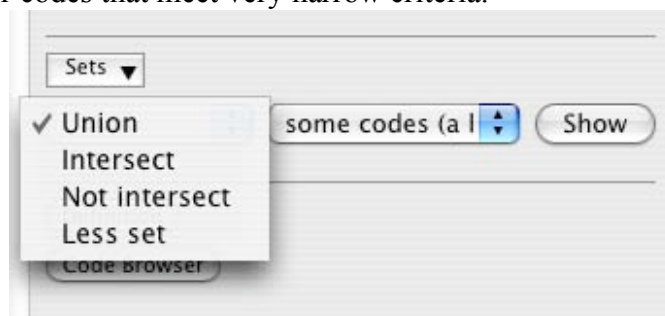 r codes that meet very narrow criteria.
Sets ▼
✓ Union
some codes (a l
Show
Intersect
Not intersect
Less set
Code Browser